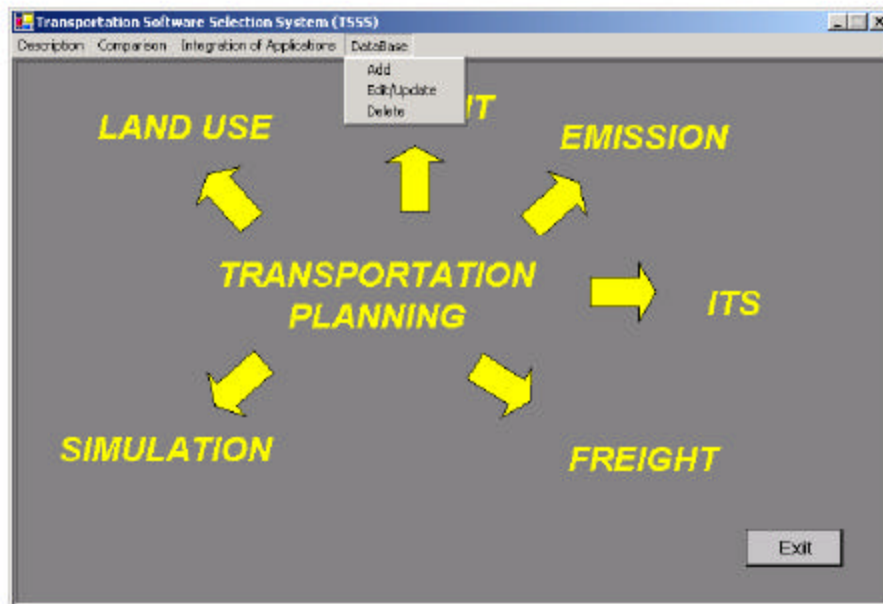 Transportation Software Selection System (TSSS)
Description Comparison Integration of Applications DataBase
Add
Edit/Update
Delete
LAND USE
EMISSION
TRANSPORTATION
PLANNING
ITS
SIMULATION
FREIGHT
Exit